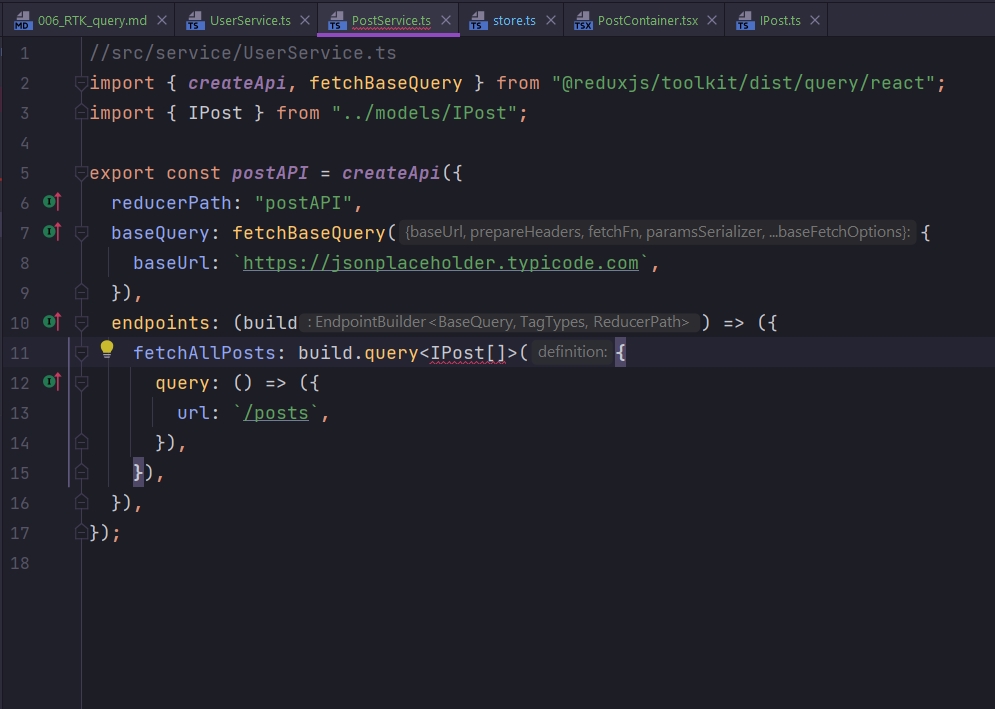 MD 006_RTK_query.md TS UserService.ts TS PostService.ts TS store.ts TSX PostContainer.tsx TS IPost.ts
1 //src/service/UserService.ts
2 import { createApi, fetchBaseQuery } from "@reduxjs/toolkit/dist/query/react";
3 import { IPost } from "../models/IPost";
4
5 export const postAPI = createApi({
6 reducerPath: "postAPI",
7 baseQuery: fetchBaseQuery( {baseUrl, prepareHeaders, fetchFn, paramsSerializer, ...baseFetchOptions}: {
8 baseUrl: `https://jsonplaceholder.typicode.com`,
9 }),
10 endpoints: (build : EndpointBuilder<BaseQuery, TagTypes, ReducerPath> ) => ({
11 fetchAllPosts: build.query<IPost[]>( definition: {
12 query: () => ({
13 url: `/posts`,
14 }),
15 }),
16 }),
17 });
18